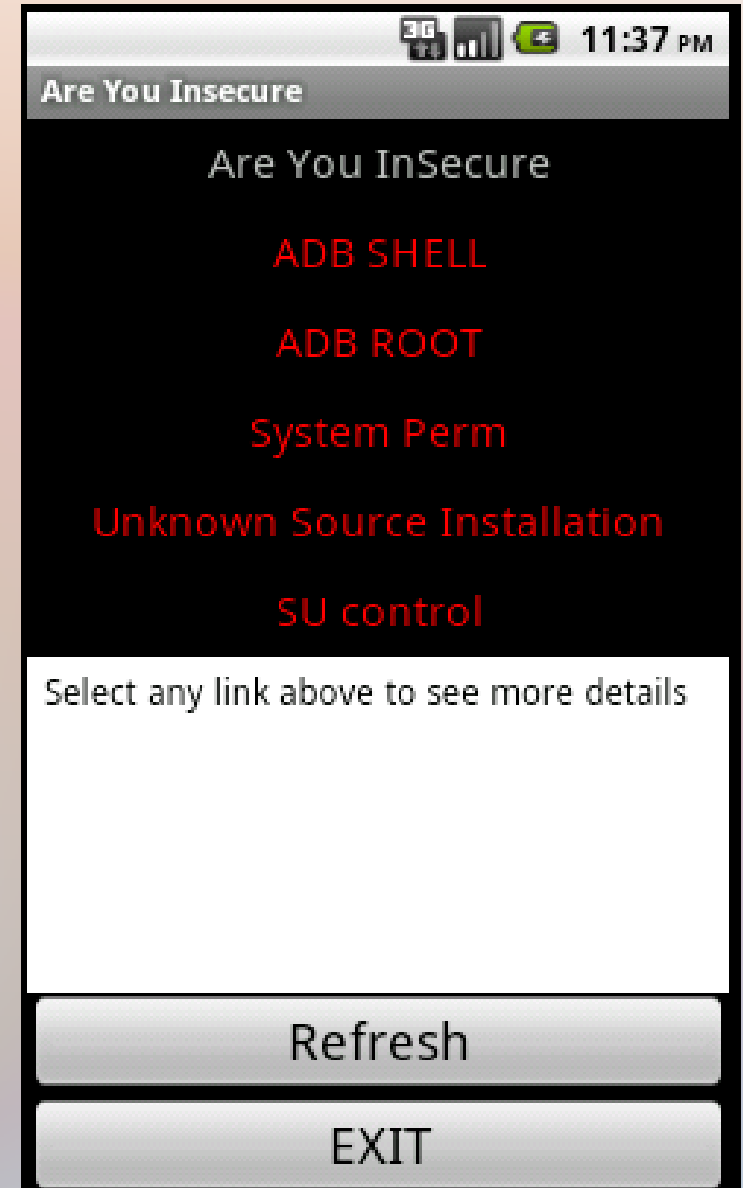 3G 11:37 PM
Are You Insecure
Are You InSecure
ADB SHELL
ADB ROOT
System Perm
Unknown Source Installation
SU control
Select any link above to see more details
Refresh
EXIT